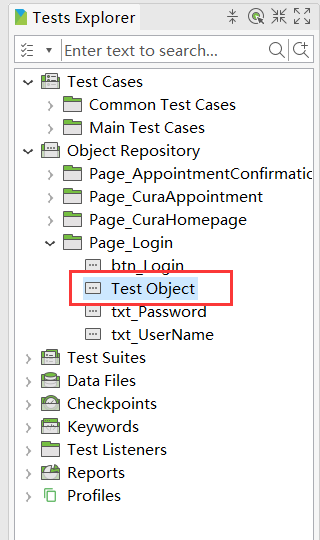 Tests Explorer
Enter text to search...
Test Cases
Common Test Cases
Main Test Cases
Object Repository
Page_AppointmentConfirmatic
Page_CuraAppointment
Page_CuraHomepage
Page_Login
btn_Login
Test Object
txt_Password
txt_UserName
Test Suites
Data Files
Checkpoints
Keywords
Test Listeners
Reports
Profiles